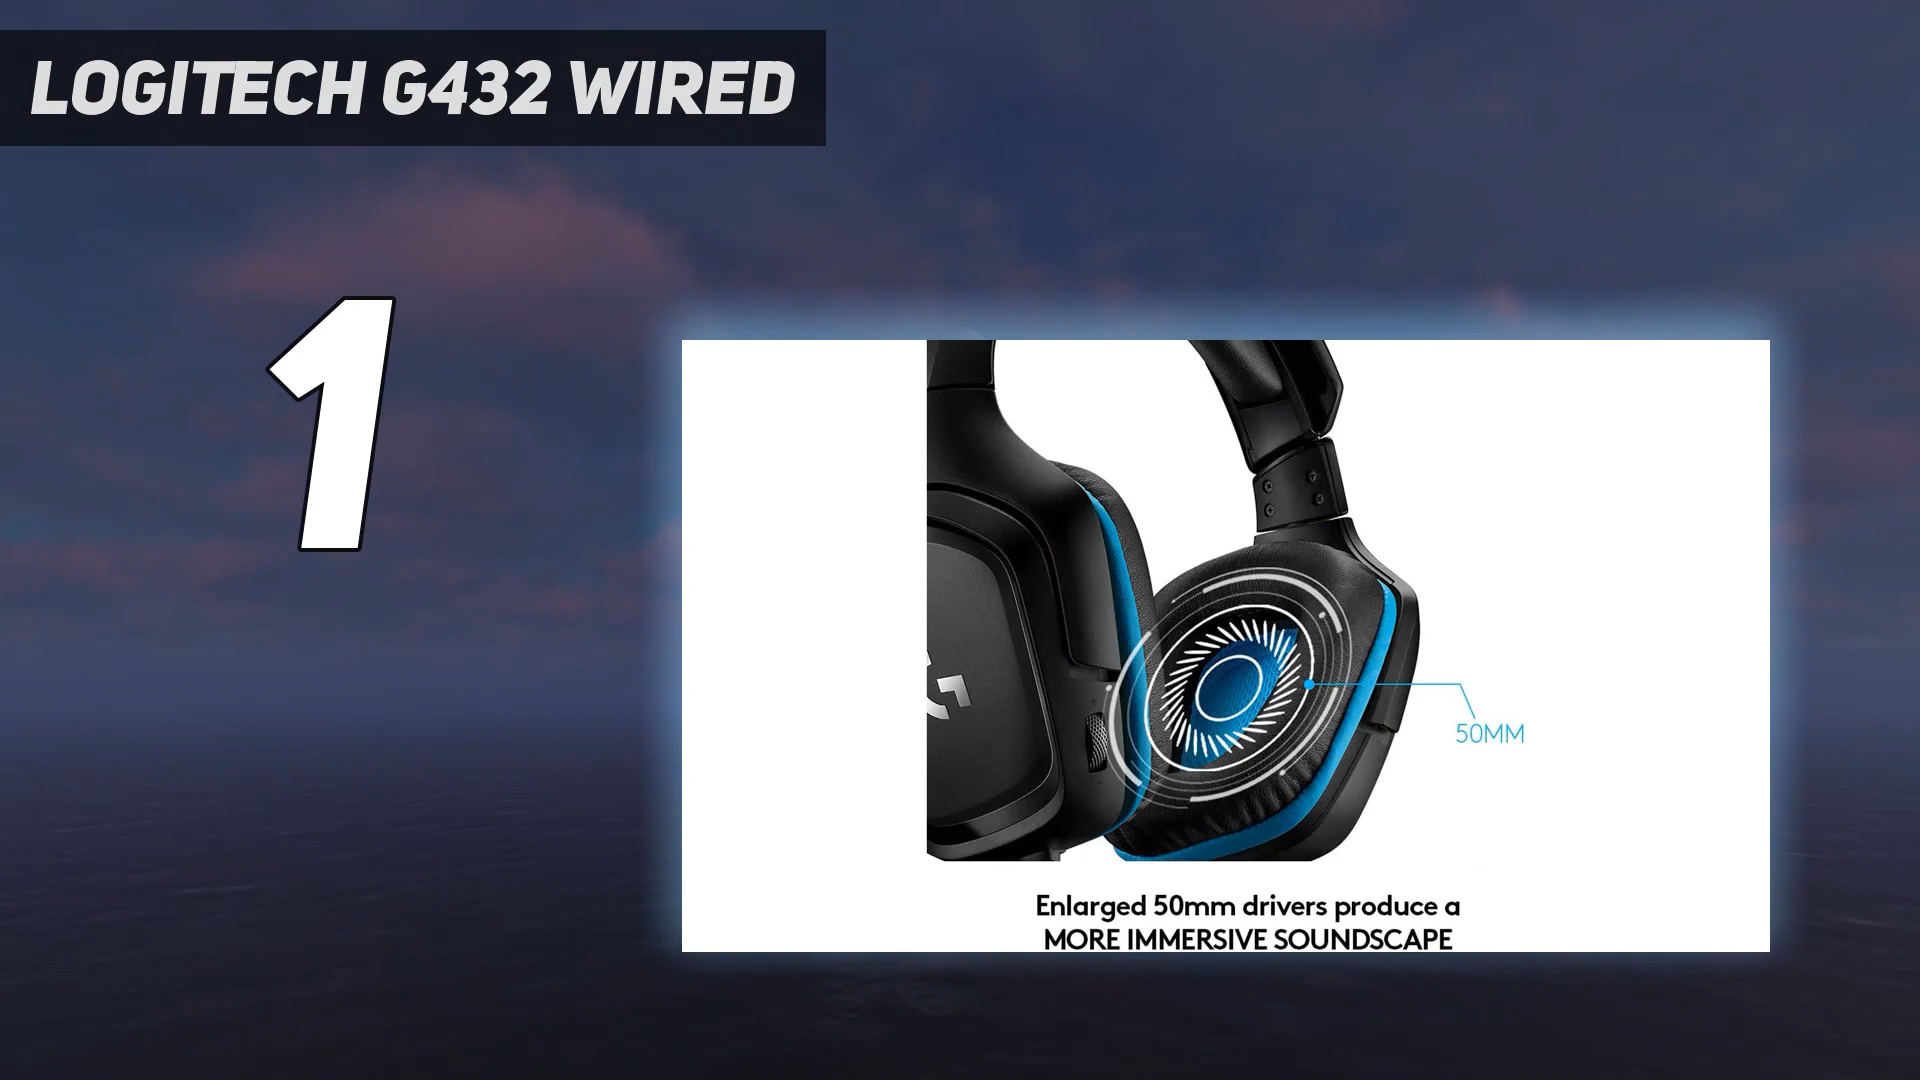 LOGITECH G432 WIRED
1
50MM
Enlarged 50mm drivers produce a
MORE IMMERSIVE SOUNDSCAPE